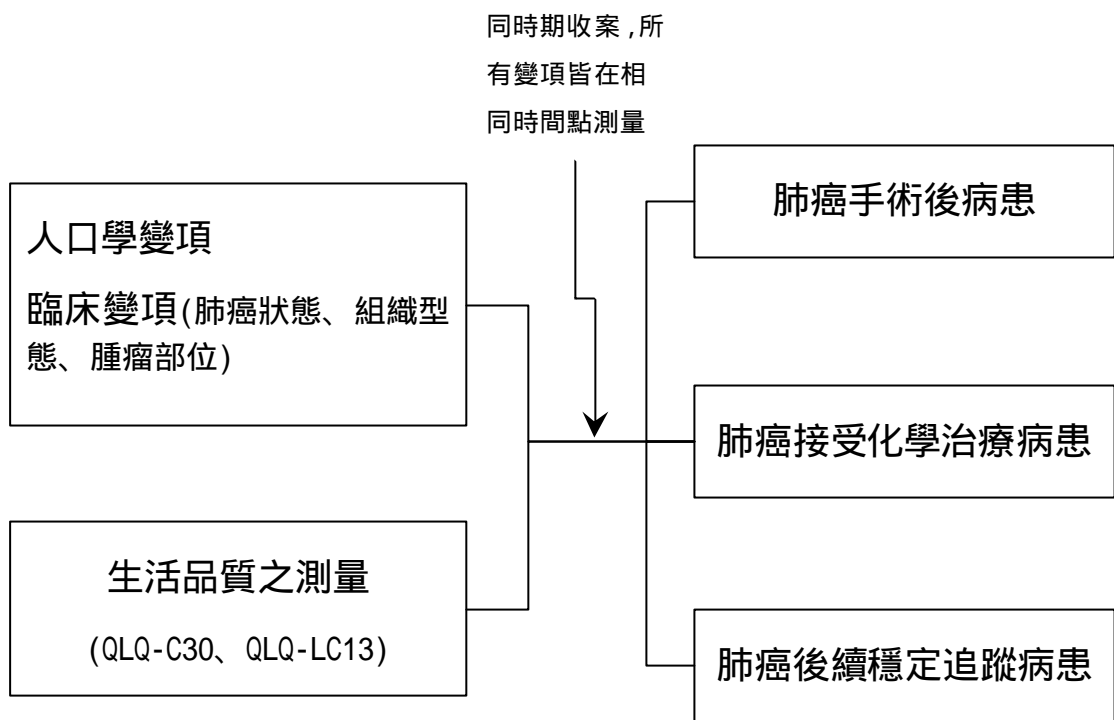 同時期收案,所
有變項皆在相
同時間點測量
人口學變項
臨床變項(肺癌狀態、組織型
態、腫瘤部位)
生活品質之測量
(QLQ-C30、QLQ-LC13)
肺癌手術後病患
肺癌接受化學治療病患
肺癌後續穩定追蹤病患